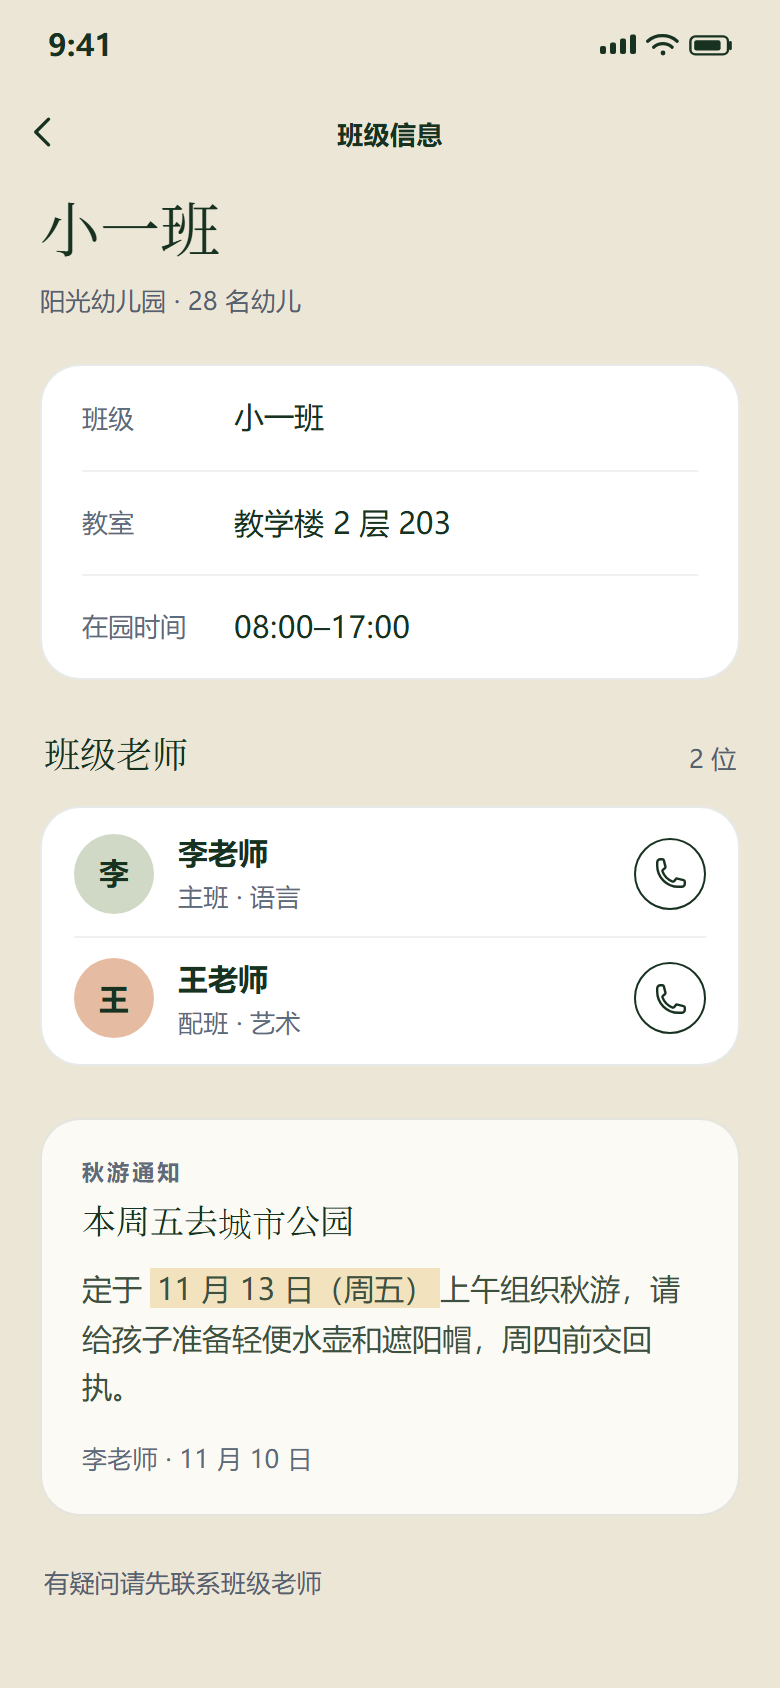 9:41
班级信息
小一班
阳光幼儿园 · 28 名幼儿
班级 小一班
教室 教学楼 2 层 203
在园时间 08:00–17:00
班级老师 2 位
李 李老师
主班 · 语言
王 王老师
配班 · 艺术
秋游通知
本周五去城市公园
定于 11 月 13 日（周五）上午组织秋游，请
给孩子准备轻便水壶和遮阳帽，周四前交回
执。
李老师 · 11 月 10 日
有疑问请先联系班级老师